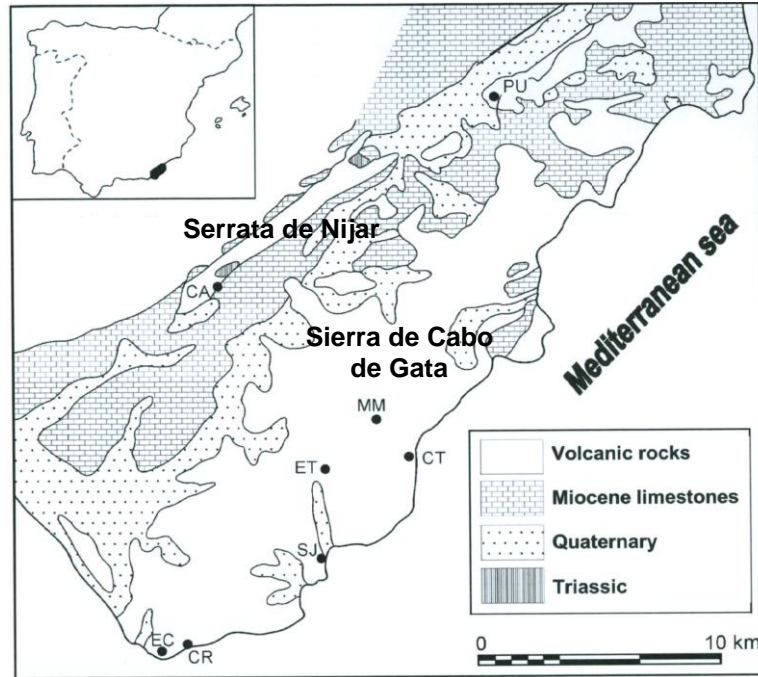 PU
Serrata de Nijar
CA
Sierra de Cabo
de Gata
Mediterranean sea
MM
CT
ET
SJ
EC
CR
Volcanic rocks
Miocene limestones
Quaternary
Triassic
0 10 km